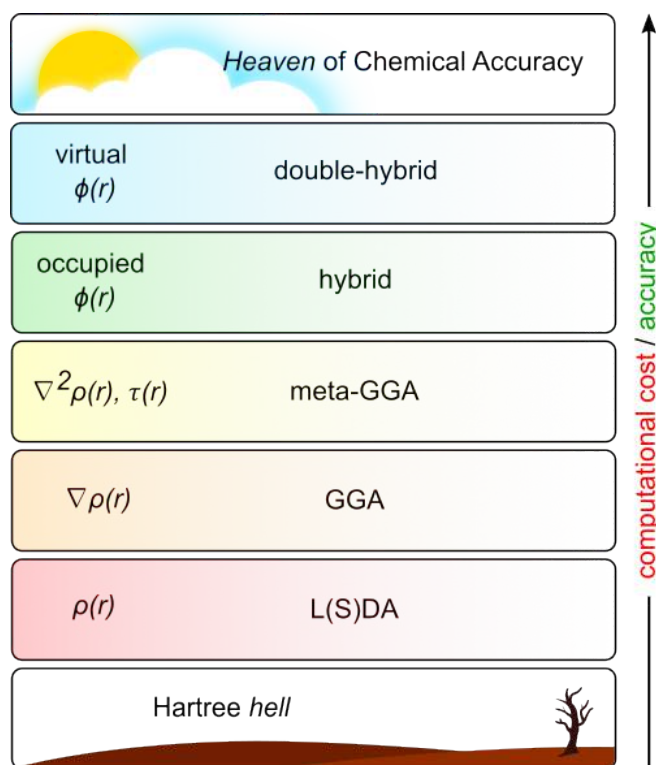 Heaven of Chemical Accuracy
virtual
ϕ(r)
double-hybrid
occupied
ϕ(r)
hybrid
∇²ρ(r), τ(r)
meta-GGA
∇ρ(r)
GGA
ρ(r)
L(S)DA
Hartree hell
computational cost / accuracy